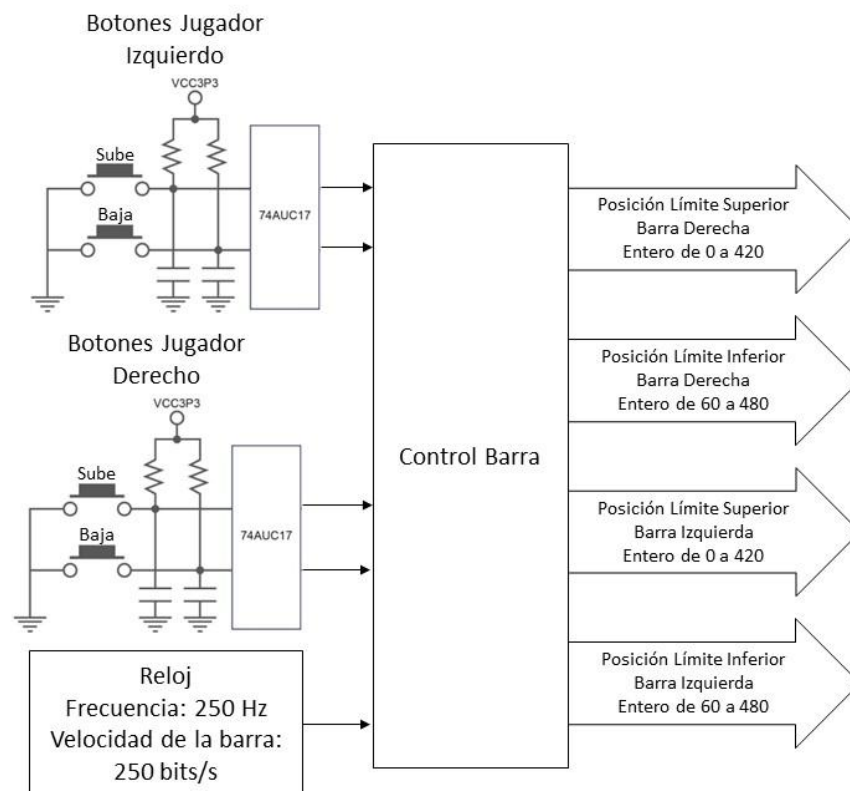 Botones Jugador
Izquierdo
VCC3P3
Sube
Baja
74AUC17
Botones Jugador
Derecho
VCC3P3
Sube
Baja
74AUC17
Reloj
Frecuencia: 250 Hz
Velocidad de la barra:
250 bits/s
Control Barra
Posición Límite Superior
Barra Derecha
Entero de 0 a 420
Posición Límite Inferior
Barra Derecha
Entero de 60 a 480
Posición Límite Superior
Barra Izquierda
Entero de 0 a 420
Posición Límite Inferior
Barra Izquierda
Entero de 60 a 480